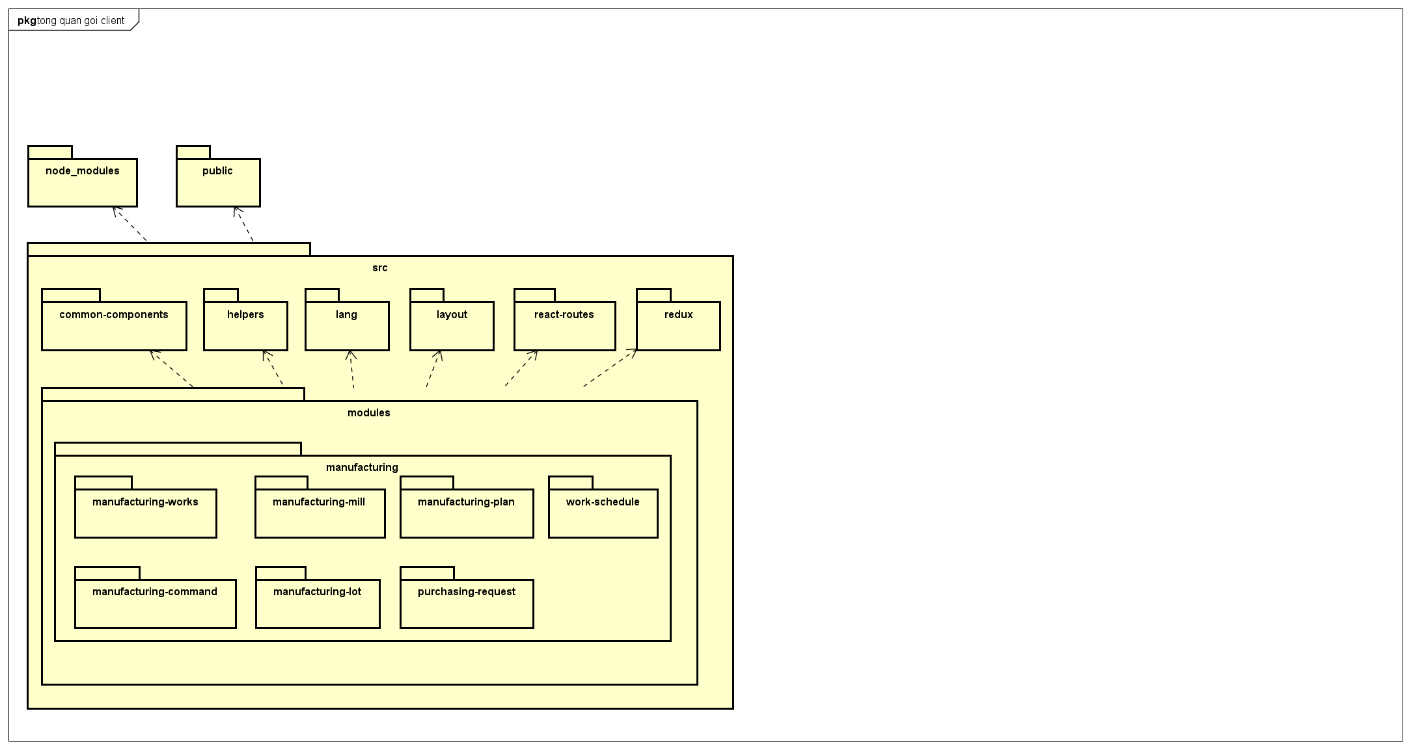 pkg tong quan goi client
node_modules
public
src
common-components
helpers
lang
layout
react-routes
redux
modules
manufacturing
manufacturing-works
manufacturing-mill
manufacturing-plan
work-schedule
manufacturing-command
manufacturing-lot
purchasing-request